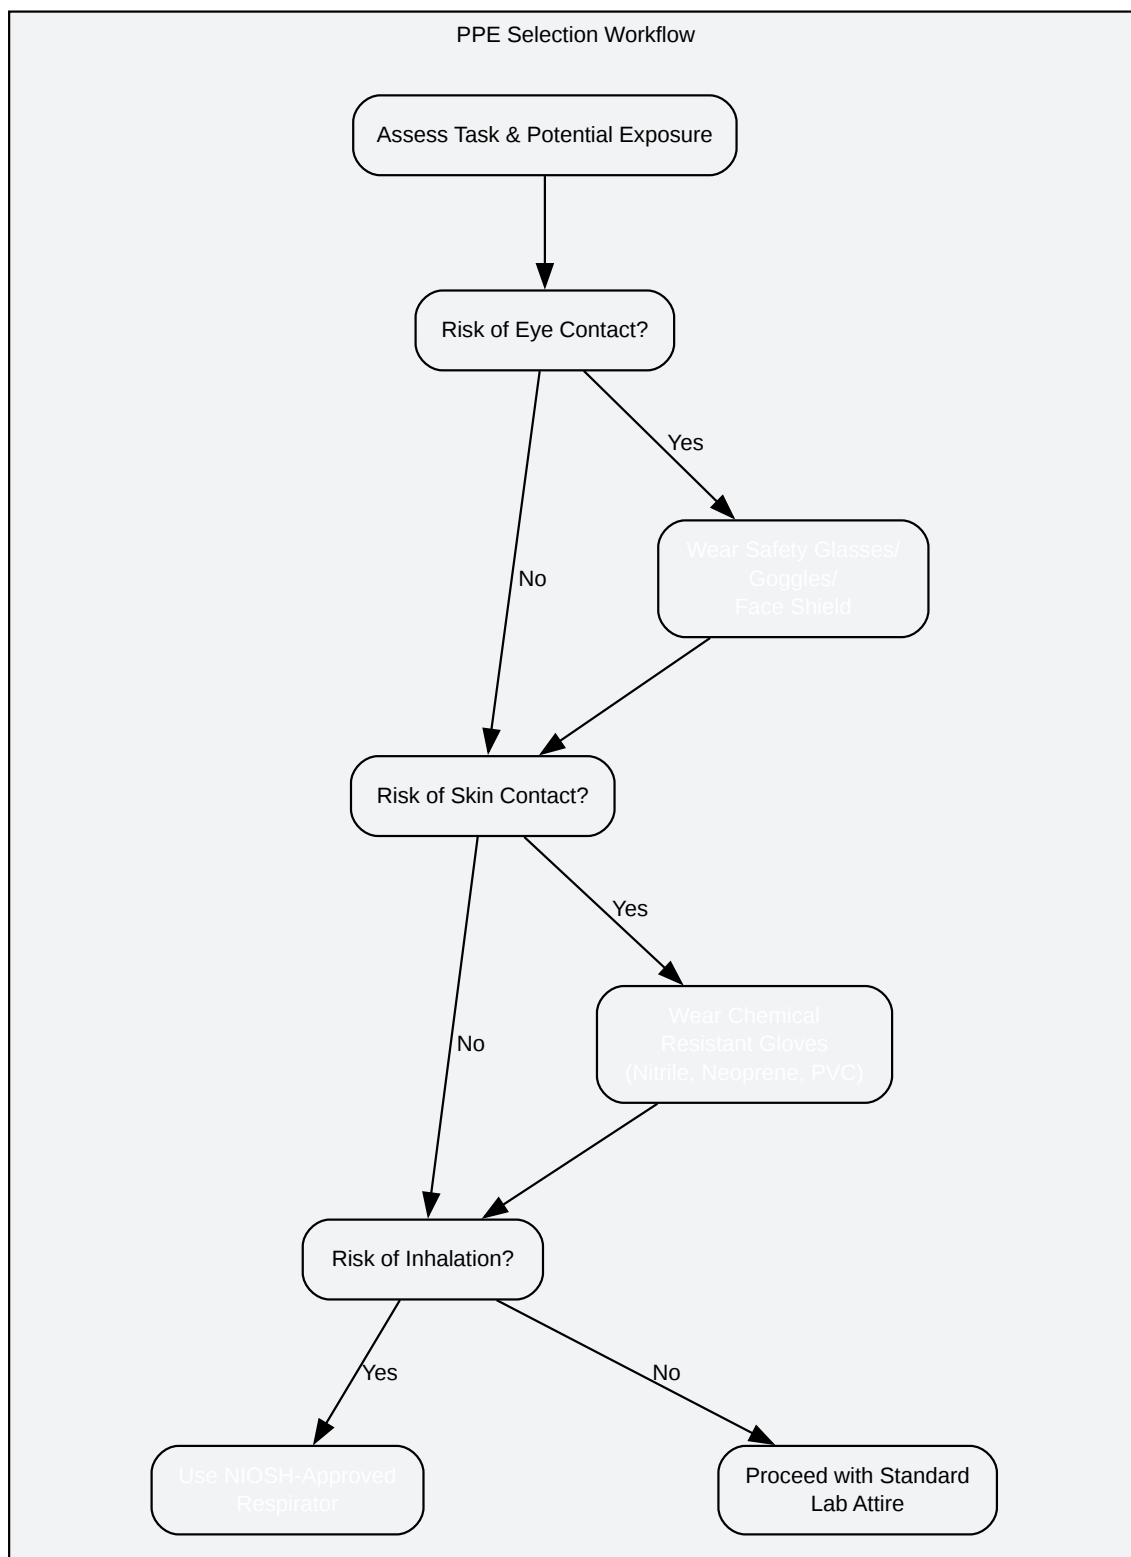 PPE Selection Workflow
Assess Task & Potential Exposure
Risk of Eye Contact?
Yes
Wear Safety Glasses/
Goggles/
Face Shield
No
Risk of Skin Contact?
Yes
Wear Chemical
Resistant Gloves
(Nitrile, Neoprene, PVC)
No
Risk of Inhalation?
Yes
No
Use NIOSH-Approved
Respirator
Proceed with Standard
Lab Attire